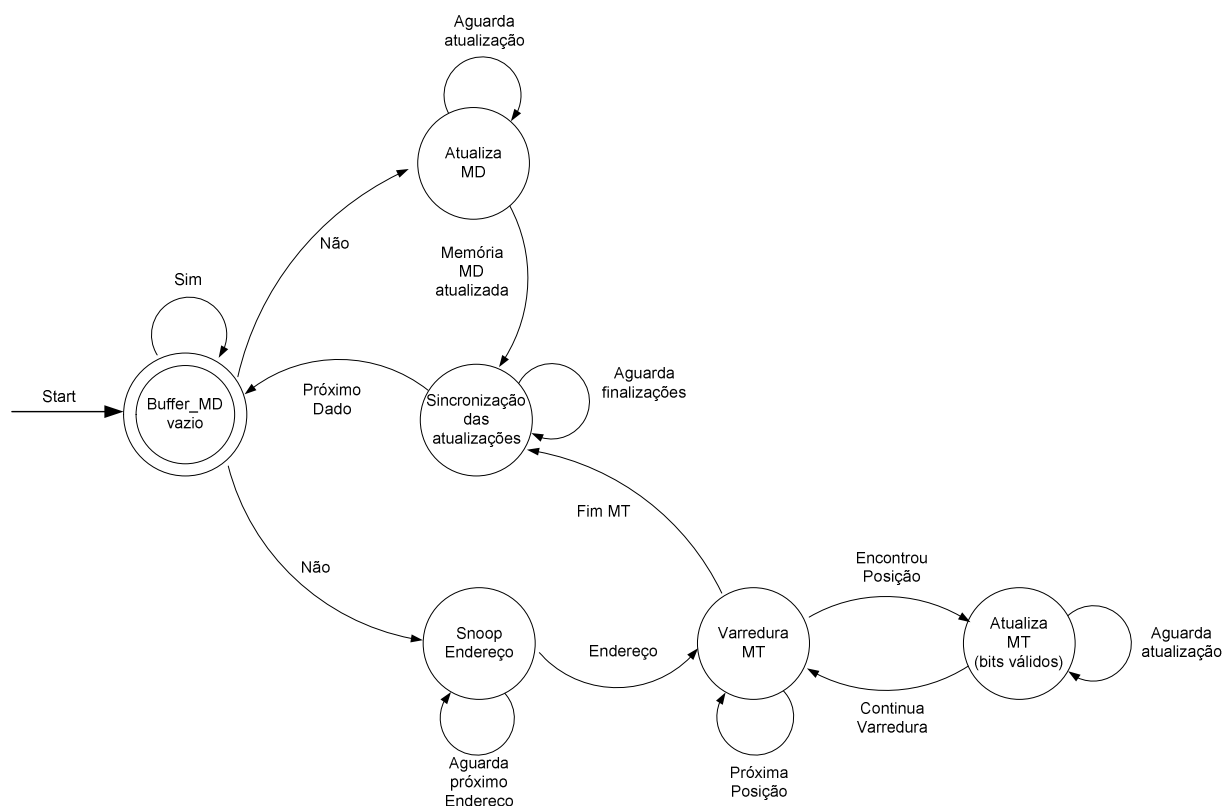 Aguarda
atualização
Atualiza
MD
Não
Memória
MD
atualizada
Sim
Start
Buffer_MD
vazio
Próximo
Dado
Sincronização
das
atualizações
Aguarda
finalizações
Fim MT
Não
Encontrou
Posição
Snoop
Endereço
Endereço
Varredura
MT
Atualiza
MT
(bits válidos)
Aguarda
atualização
Continua
Varredura
Aguarda
próximo
Endereço
Próxima
Posição